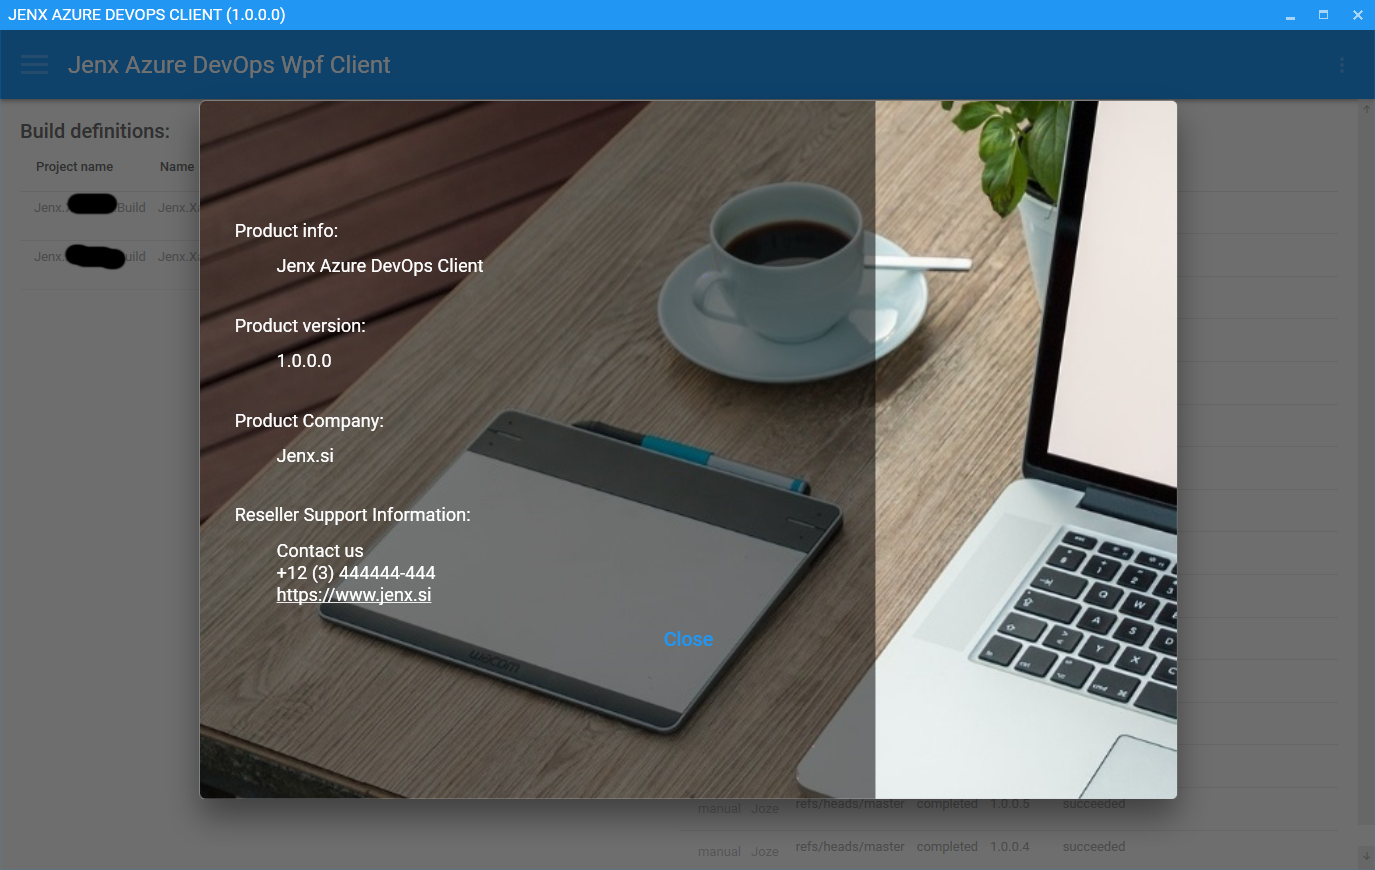 JENX AZURE DEVOPS CLIENT (1.0.0.0)
Jenx Azure DevOps Wpf Client
Build definitions:
Project name Name
Jenx. Build Jenx.Xa
Jenx. uild Jenx.Xa
Product info:
Jenx Azure DevOps Client
Product version:
1.0.0.0
Product Company:
Jenx.si
Reseller Support Information:
Contact us
+12 (3) 444444-444
https://www.jenx.si
Close
wacom
manual Joze refs/heads/master completed 1.0.0.5 succeeded
manual Joze refs/heads/master completed 1.0.0.4 succeeded